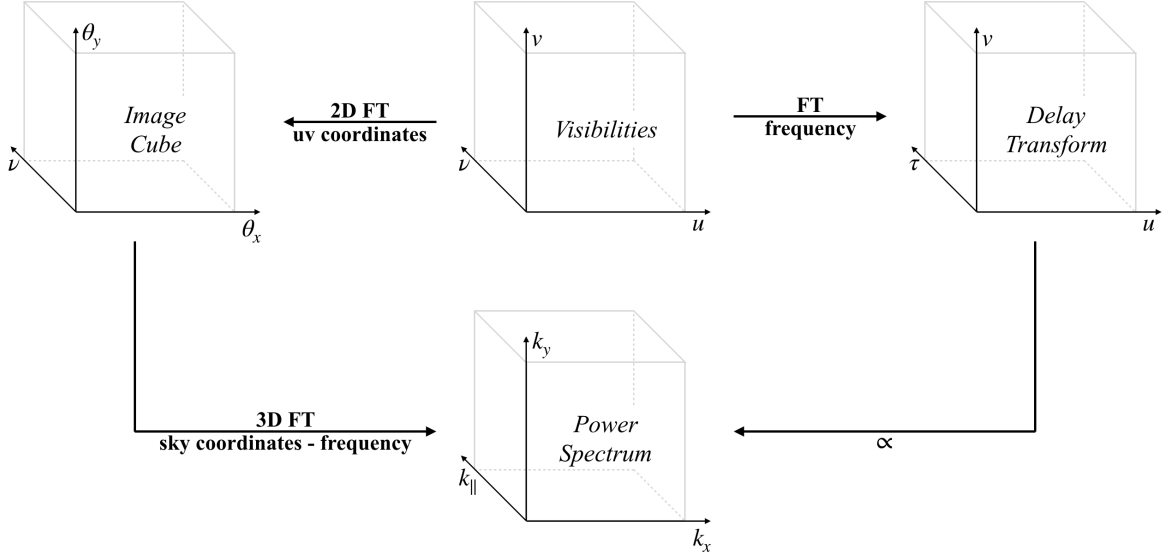 θy
Image
Cube
ν
θx
2D FT
uv coordinates
v
Visibilities
ν
u
FT
frequency
v
Delay
Transform
τ
u
3D FT
sky coordinates - frequency
ky
Power
Spectrum
k||
kx
∝